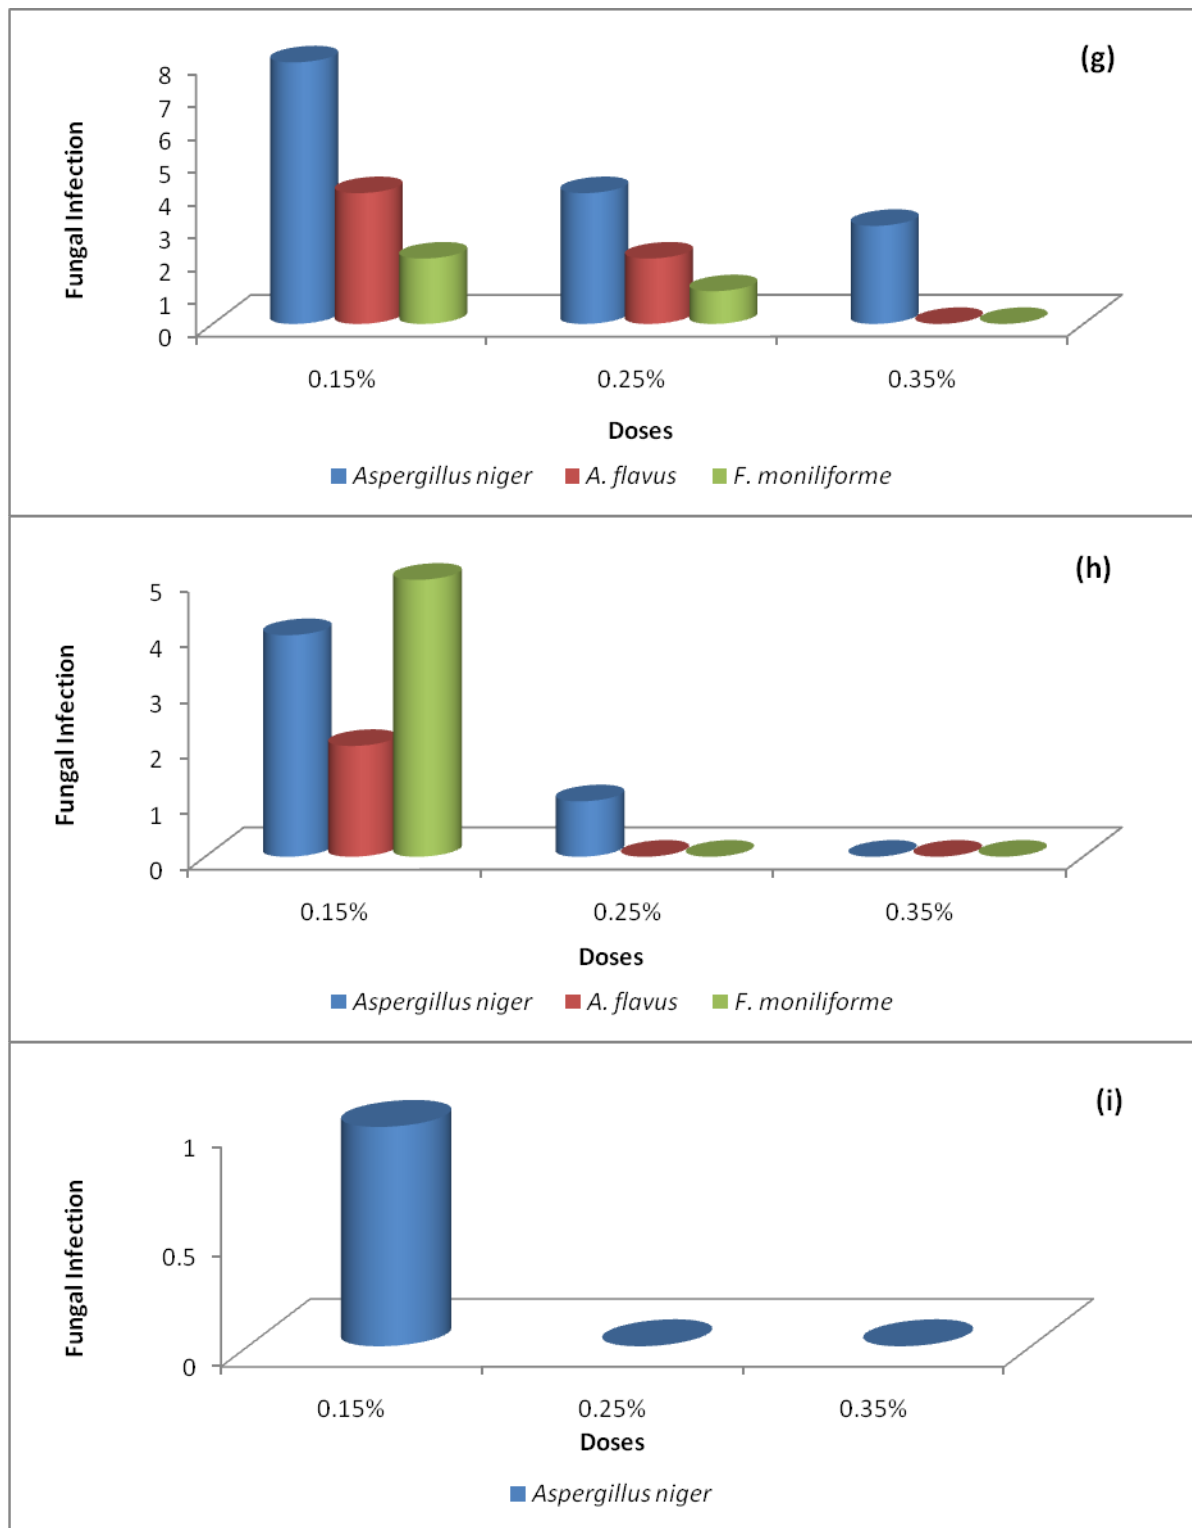 (g)
Fungal Infection
8
7
6
5
4
3
2
1
0
0.15% 0.25% 0.35%
Doses
Aspergillus niger A. flavus F. moniliforme
(h)
Fungal Infection
5
4
3
2
1
0
0.15% 0.25% 0.35%
Doses
Aspergillus niger A. flavus F. moniliforme
(i)
Fungal Infection
1
0.5
0
0.15% 0.25% 0.35%
Doses
Aspergillus niger